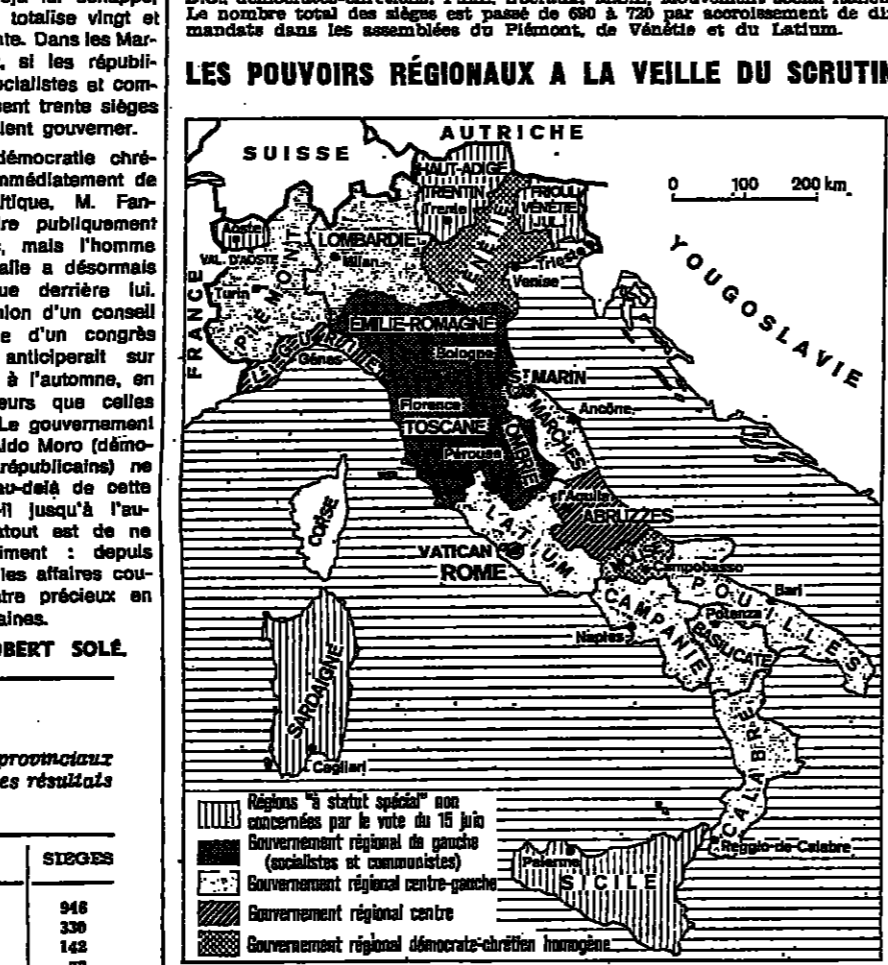 totalise vingt et
te. Dans les Mar-
, si les républi-
ocialistes et com-
sent trente sièges
ient gouverner.
démocratie chré-
mmédiatement de
itique, M. Fan-
ire publiquement
, mais l'homme
alie a désormais
ue derrière lui.
nion d'un conseil
e d'un congrès
anticiperait sur
à l'automne, en
eurs que celles
Le gouvernement
ldo Moro (démo-
républicains) ne
au-delà de cette
-il jusqu'à l'au-
atout est de ne
iment : depuis
les affaires cou-
tre précieux en
aines.
OBERT SOLÉ.
provinciaux
es résultats
SIEGES
946
330
142
Le nombre total des sièges est passé de 690 à 720 par accroissement de di
mandats dans les assemblées du Piémont, de Vénétie et du Latium.
LES POUVOIRS RÉGIONAUX A LA VEILLE DU SCRUTIN
AUTRICHE
SUISSE
HAUT-ADIGE
TRENTIN
Trente
FRIOUL
VÉNÉTIE
JUL.
0 100 200 km
Aoste
VAL D'AOSTE
LOMBARDIE
Milan
VÉNÉTIE
Trieste
Venise
YOUGOSLAVIE
FRANCE
Turin
PIÉMONT
EMILIE-ROMAGNE
LIGURIE
Gênes
Bologne
ST MARIN
Florence
TOSCANE
Ancône
MARCHES
OMBRIE
Pérouse
CORSE
l'Aquila
ABRUZZES
LATIUM
VATICAN
ROME
MOLISE
Campobasso
POUILLES
Bari
CAMPANIE
Naples
Potenza
BASILICATE
SARDAIGNE
Cagliari
CALABRE
Reggio-de-Calabre
Palerme
SICILE
Régions "à statut spécial" non
concernées par le vote du 15 juin
Gouvernement régional de gauche
(socialistes et communistes)
Gouvernement régional centre-gauche
Gouvernement régional centre
Gouvernement régional démocrate-chrétien homogène